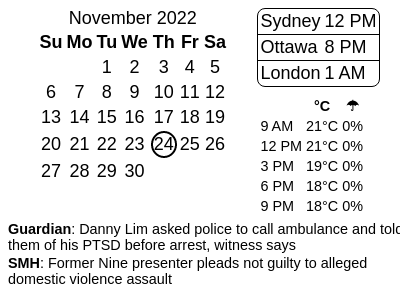 November 2022
Su Mo Tu We Th Fr Sa
1 2 3 4 5
6 7 8 9 10 11 12
13 14 15 16 17 18 19
20 21 22 23 24 25 26
27 28 29 30
Sydney 12 PM
Ottawa 8 PM
London 1 AM
°C ☂
9 AM 21°C 0%
12 PM 21°C 0%
3 PM 19°C 0%
6 PM 18°C 0%
9 PM 18°C 0%
Guardian: Danny Lim asked police to call ambulance and told
them of his PTSD before arrest, witness says
SMH: Former Nine presenter pleads not guilty to alleged
domestic violence assault